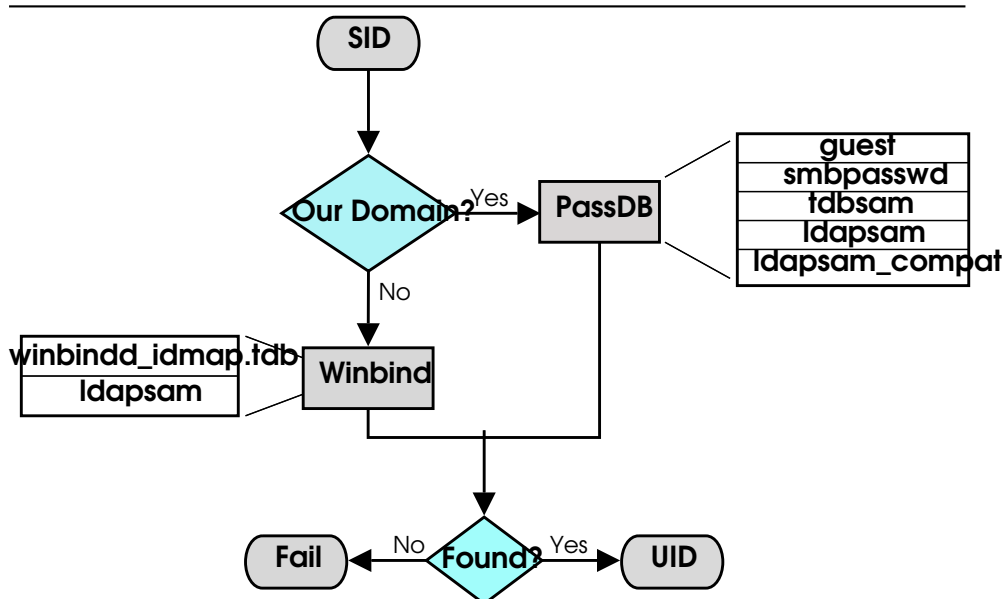 SID
Our Domain?
Yes
PassDB
guest
smbpasswd
tdbsam
ldapsam
ldapsam_compat
No
winbindd_idmap.tdb
ldapsam
Winbind
Fail
No
Found?
Yes
UID